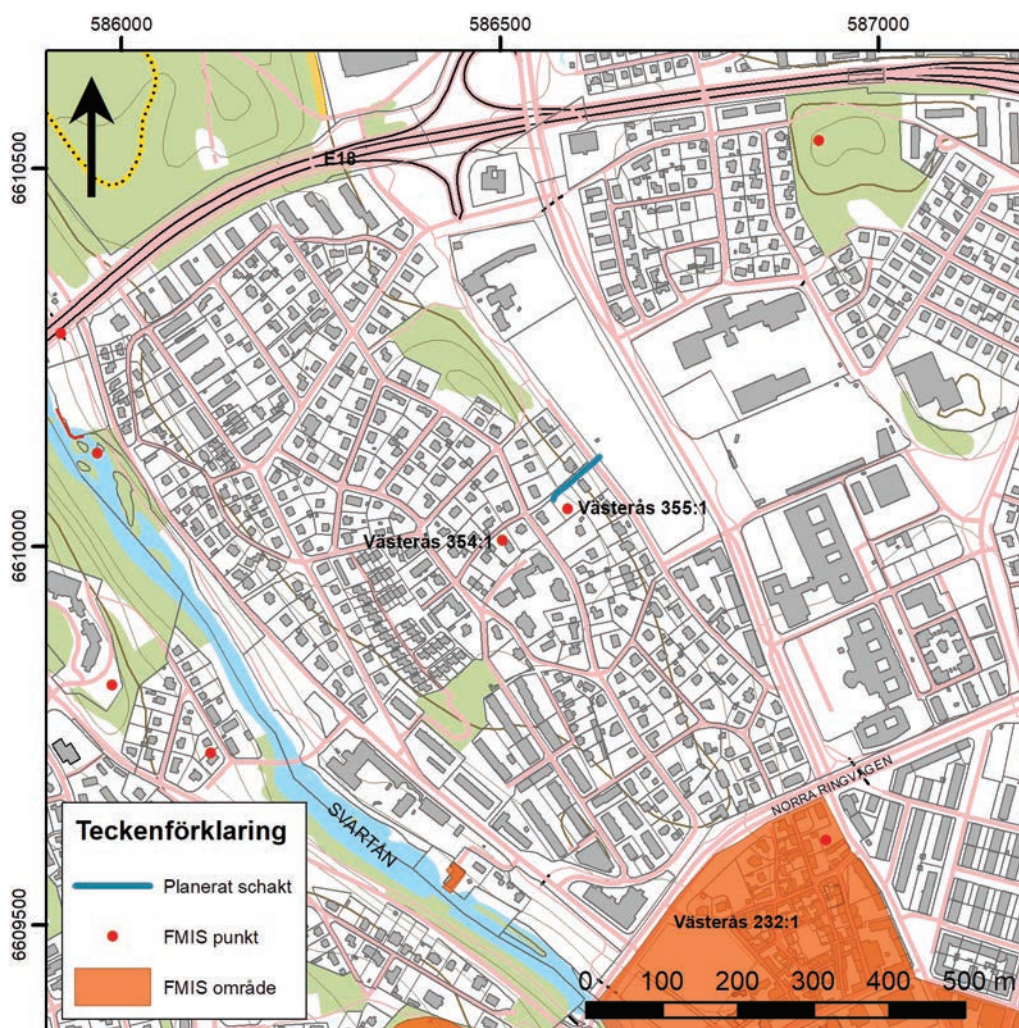 586000
586500
587000
6610500
E18
Västerås 355:1
Västerås 354:1
6610000
NORRA RINGVÄGEN
SVARTÅN
Teckenförklaring
Planerat schakt
FMIS punkt
FMIS område
Västerås 232:1
6609500
0 100 200 300 400 500 m